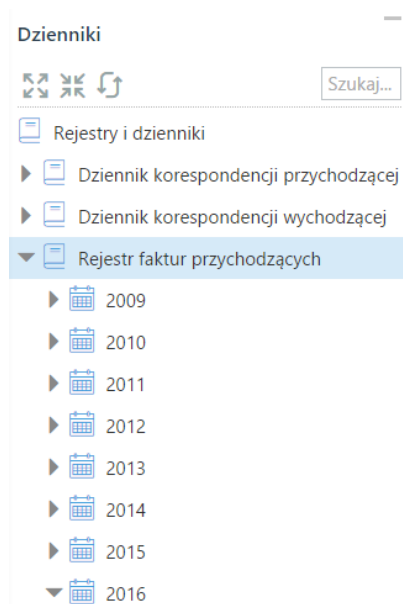 Dzienniki
Szukaj...
Rejestry i dzienniki
Dziennik korespondencji przychodzącej
Dziennik korespondencji wychodzącej
Rejestr faktur przychodzących
2009
2010
2011
2012
2013
2014
2015
2016